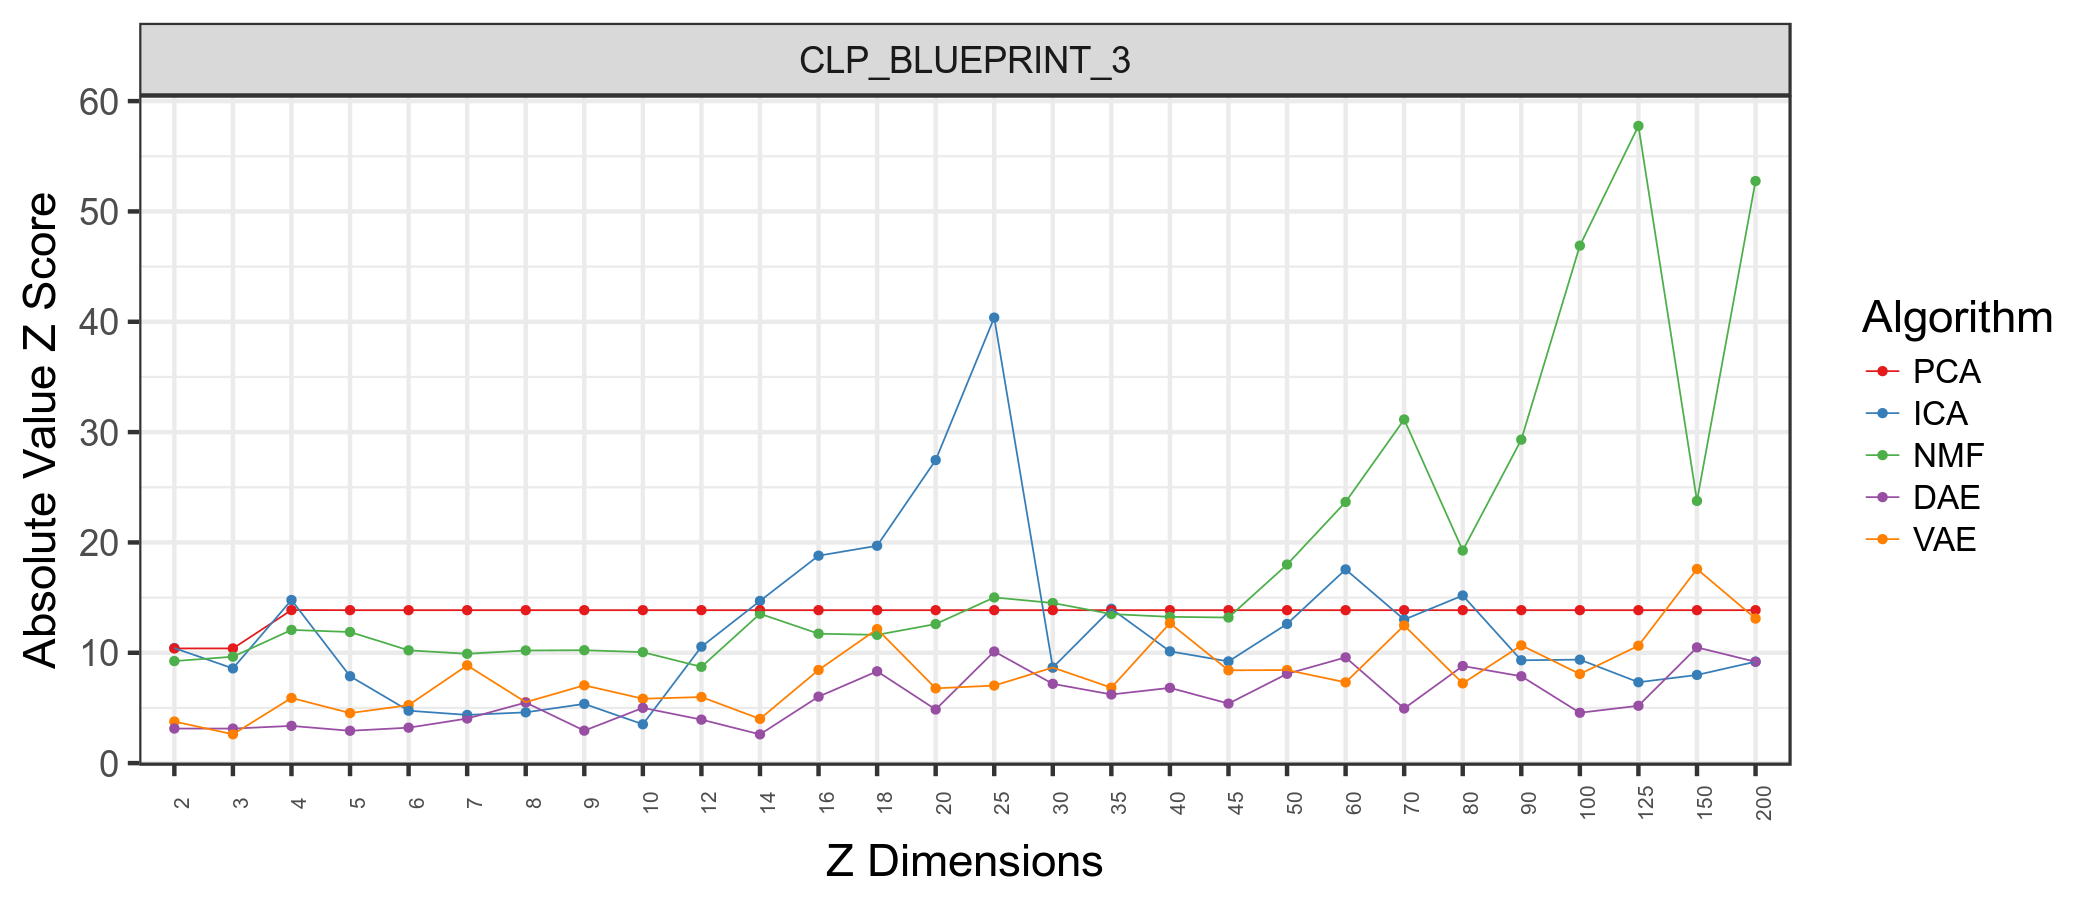 CLP_BLUEPRINT_3
Absolute Value Z Score
60
50
40
30
20
10
0
2 3 4 5 6 7 8 9 10 12 14 16 18 20 25 30 35 40 45 50 60 70 80 90 100 125 150 200
Z Dimensions
Algorithm
PCA
ICA
NMF
DAE
VAE